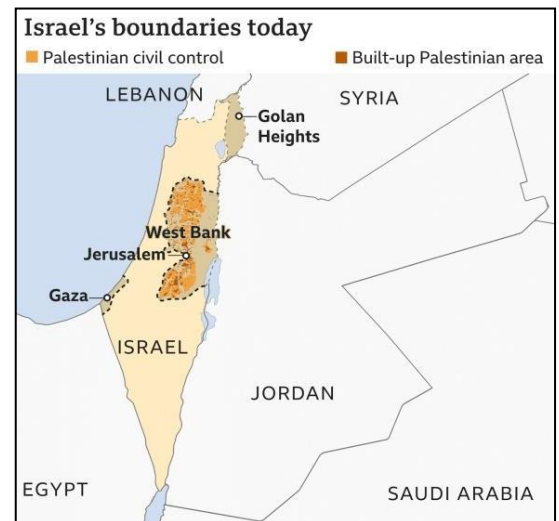 Israel's boundaries today
Palestinian civil control
Built-up Palestinian area
LEBANON
SYRIA
Golan
Heights
West Bank
Jerusalem
Gaza
ISRAEL
JORDAN
EGYPT
SAUDI ARABIA